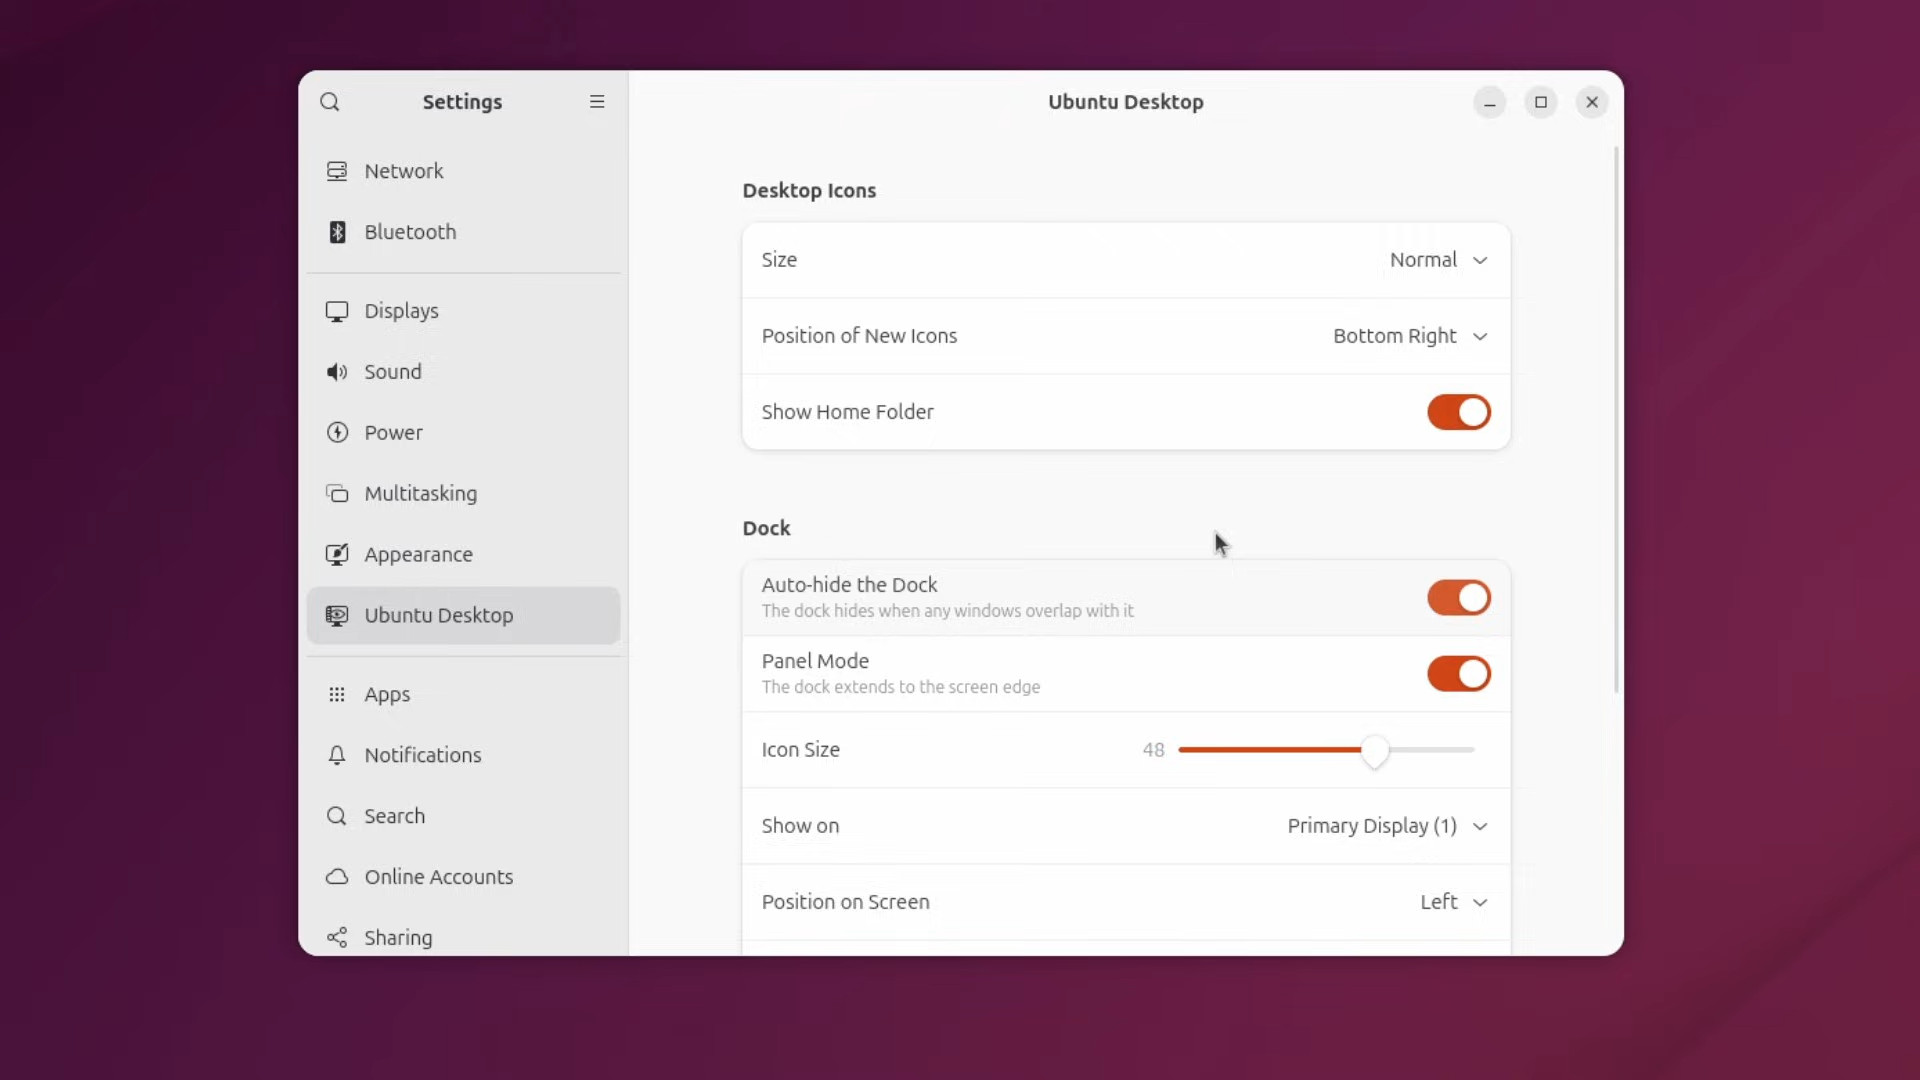 Settings
Network
Bluetooth
Displays
Sound
Power
Multitasking
Appearance
Ubuntu Desktop
Apps
Notifications
Search
Online Accounts
Sharing
Ubuntu Desktop
Desktop Icons
Size Normal
Position of New Icons Bottom Right
Show Home Folder
Dock
Auto-hide the Dock
The dock hides when any windows overlap with it
Panel Mode
The dock extends to the screen edge
Icon Size 48
Show on Primary Display (1)
Position on Screen Left